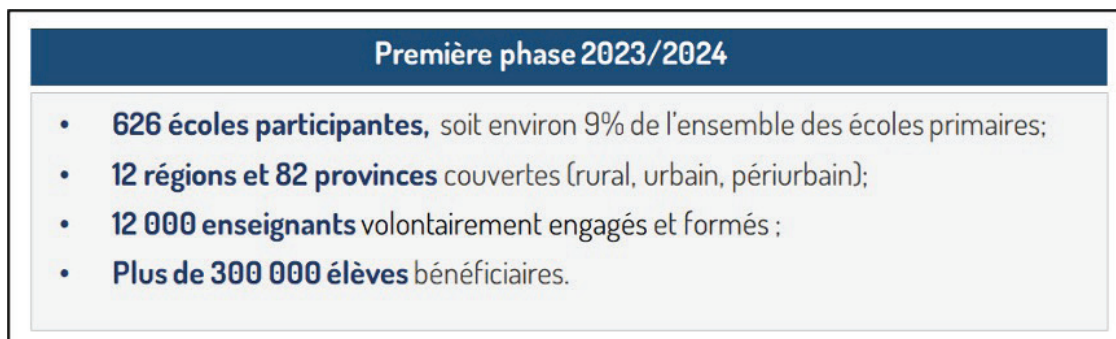 Première phase 2023/2024
• 626 écoles participantes, soit environ 9% de l'ensemble des écoles primaires;
• 12 régions et 82 provinces couvertes (rural, urbain, périurbain);
• 12 000 enseignants volontairement engagés et formés ;
• Plus de 300 000 élèves bénéficiaires.